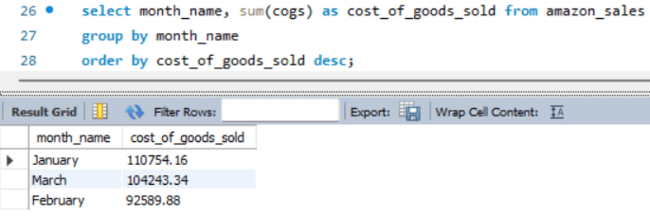 26 select month_name, sum(cogs) as cost_of_goods_sold from amazon_sales
27 group by month_name
28 order by cost_of_goods_sold desc;
Result Grid Filter Rows: Export: Wrap Cell Content: IA
month_name cost_of_goods_sold
January 110754.16
March 104243.34
February 92589.88